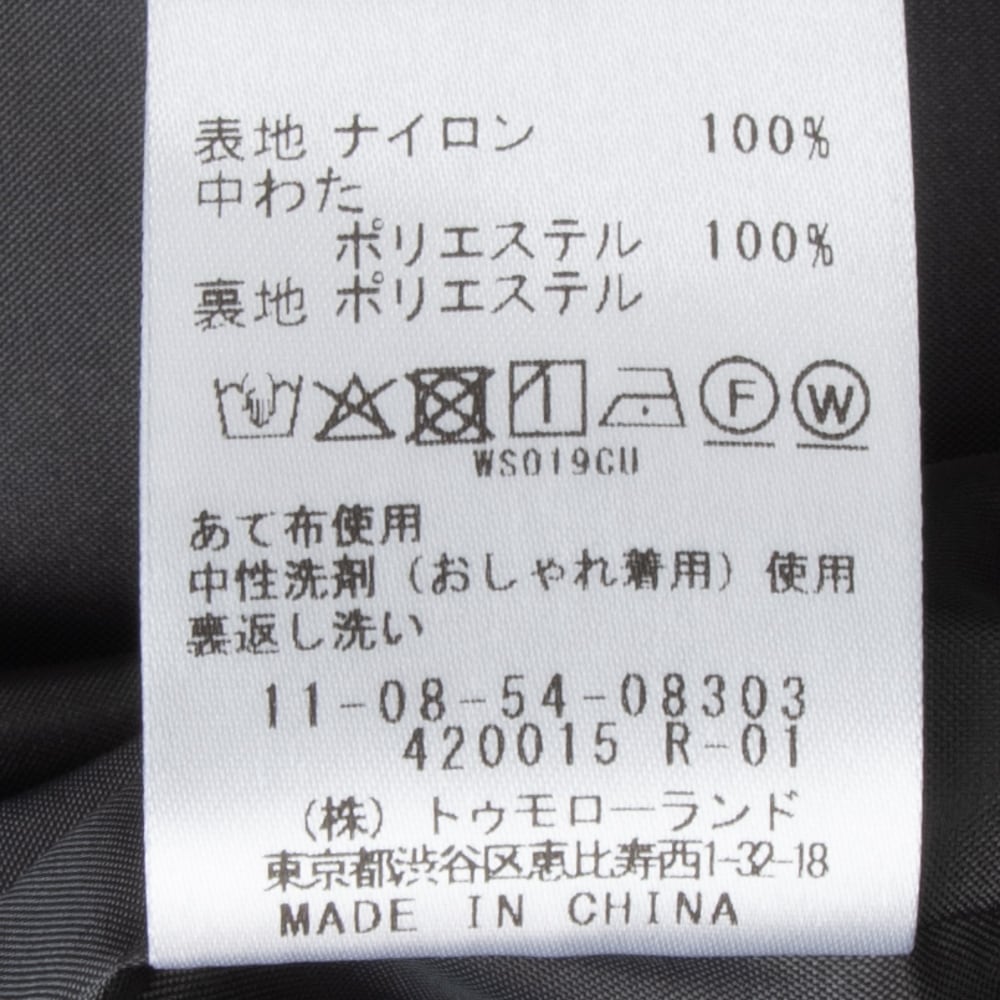 表地 ナイロン 100%
中わた
ポリエステル 100%
裏地 ポリエステル
F W
WS019CU
あて布使用
中性洗剤（おしゃれ着用）使用
裏返し洗い
11-08-54-08303
420015 R-01
（株）トゥモローランド
東京都渋谷区恵比寿西1-32-18
MADE IN CHINA